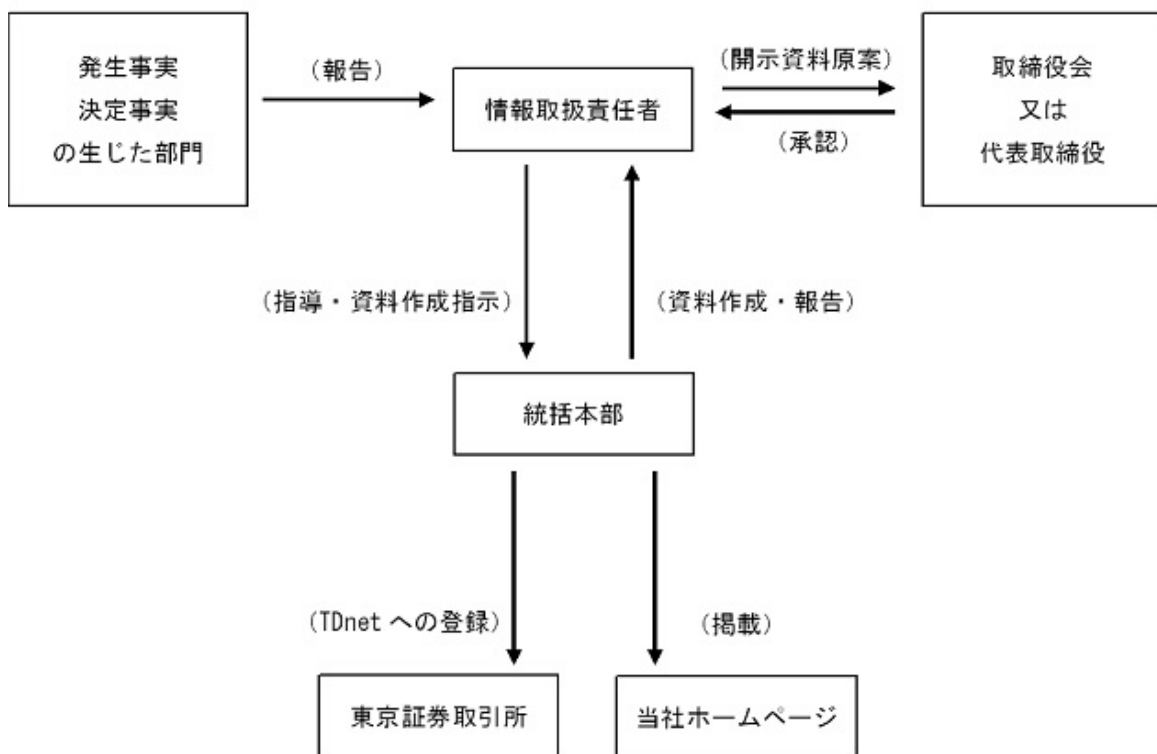 発生事実
決定事実
の生じた部門
(報告)
情報取扱責任者
(開示資料原案)
(承認)
取締役会
又は
代表取締役
(指導・資料作成指示)
(資料作成・報告)
統括本部
(TDnet への登録)
(掲載)
東京証券取引所
当社ホームページ